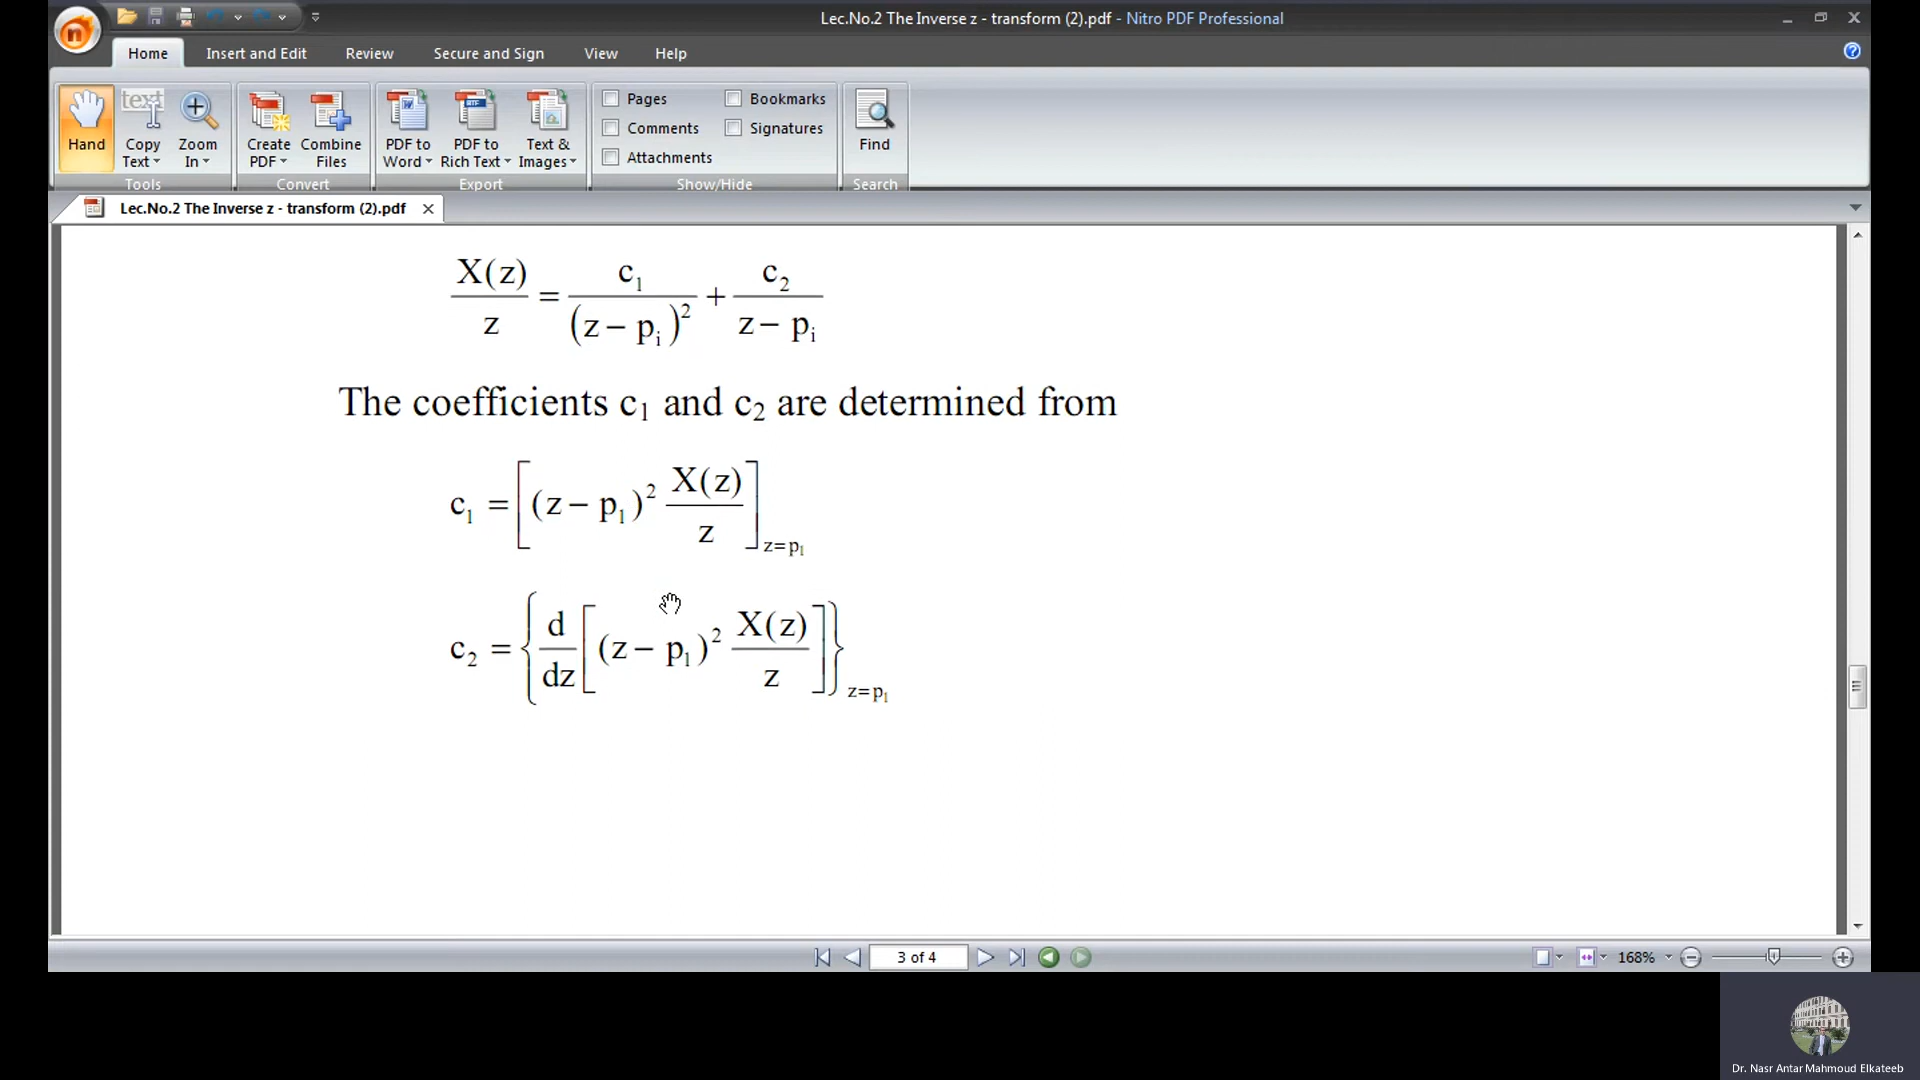 Lec.No.2 The Inverse z - transform (2).pdf - Nitro PDF Professional
Home Insert and Edit Review Secure and Sign View Help
Hand
Copy Text
Zoom In
Tools
Create PDF
Combine Files
Convert
PDF to Word
PDF to Rich Text
Text & Images
Export
Pages
Comments
Attachments
Bookmarks
Signatures
Show/Hide
Find
Search
Lec.No.2 The Inverse z - transform (2).pdf
X(z)/z = c₁/(z − pᵢ)² + c₂/(z − pᵢ)
The coefficients c₁ and c₂ are determined from
c₁ = [(z − p₁)² X(z)/z]z=p₁
c₂ = {d/dz[(z − p₁)² X(z)/z]}z=p₁
3 of 4
168%
Dr. Nasr Antar Mahmoud Elkateeb